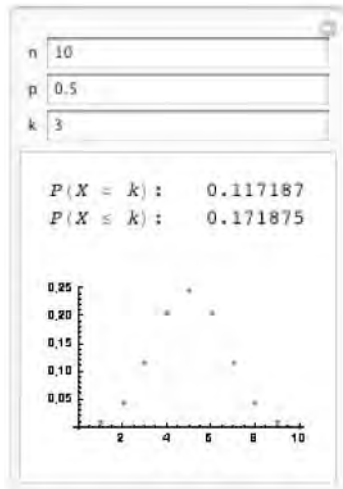 n 10
p 0.5
k 3
P(X = k): 0.117187
P(X ≤ k): 0.171875
0,25
0,20
0,15
0,10
0,05
2 4 6 8 10